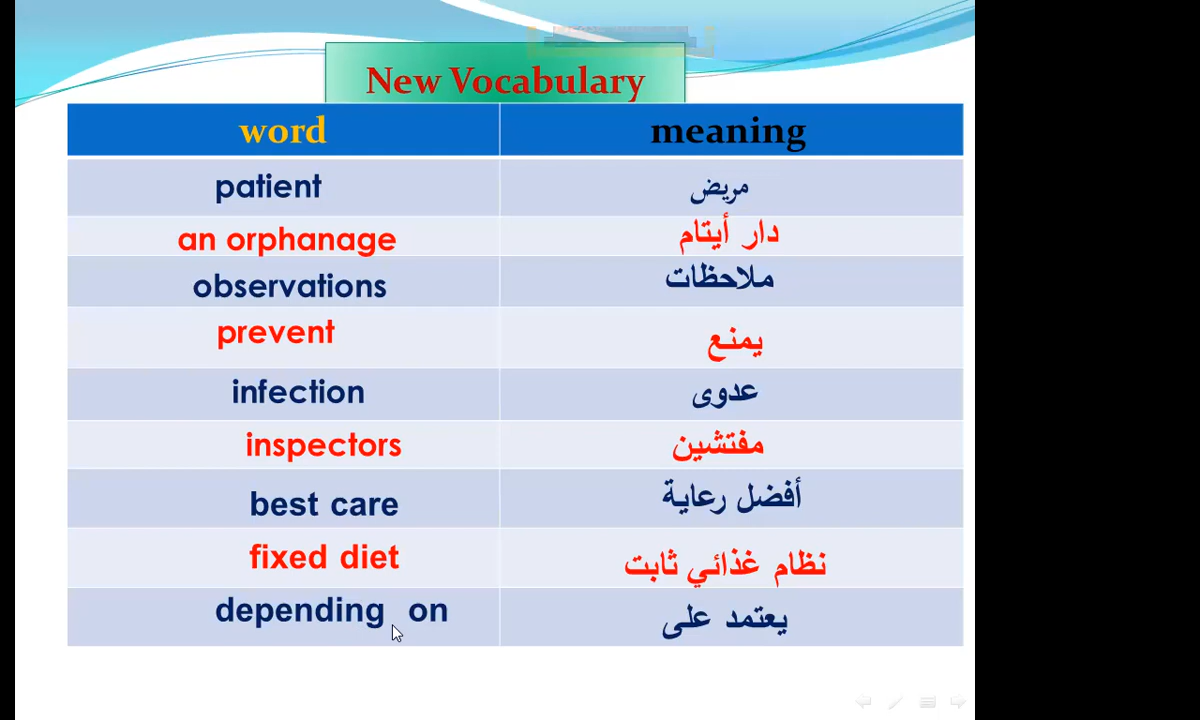 New Vocabulary
word meaning
patient مريض
an orphanage دار أيتام
observations ملاحظات
prevent يمنع
infection عدوى
inspectors مفتشين
best care أفضل رعاية
fixed diet نظام غذائي ثابت
depending on يعتمد على